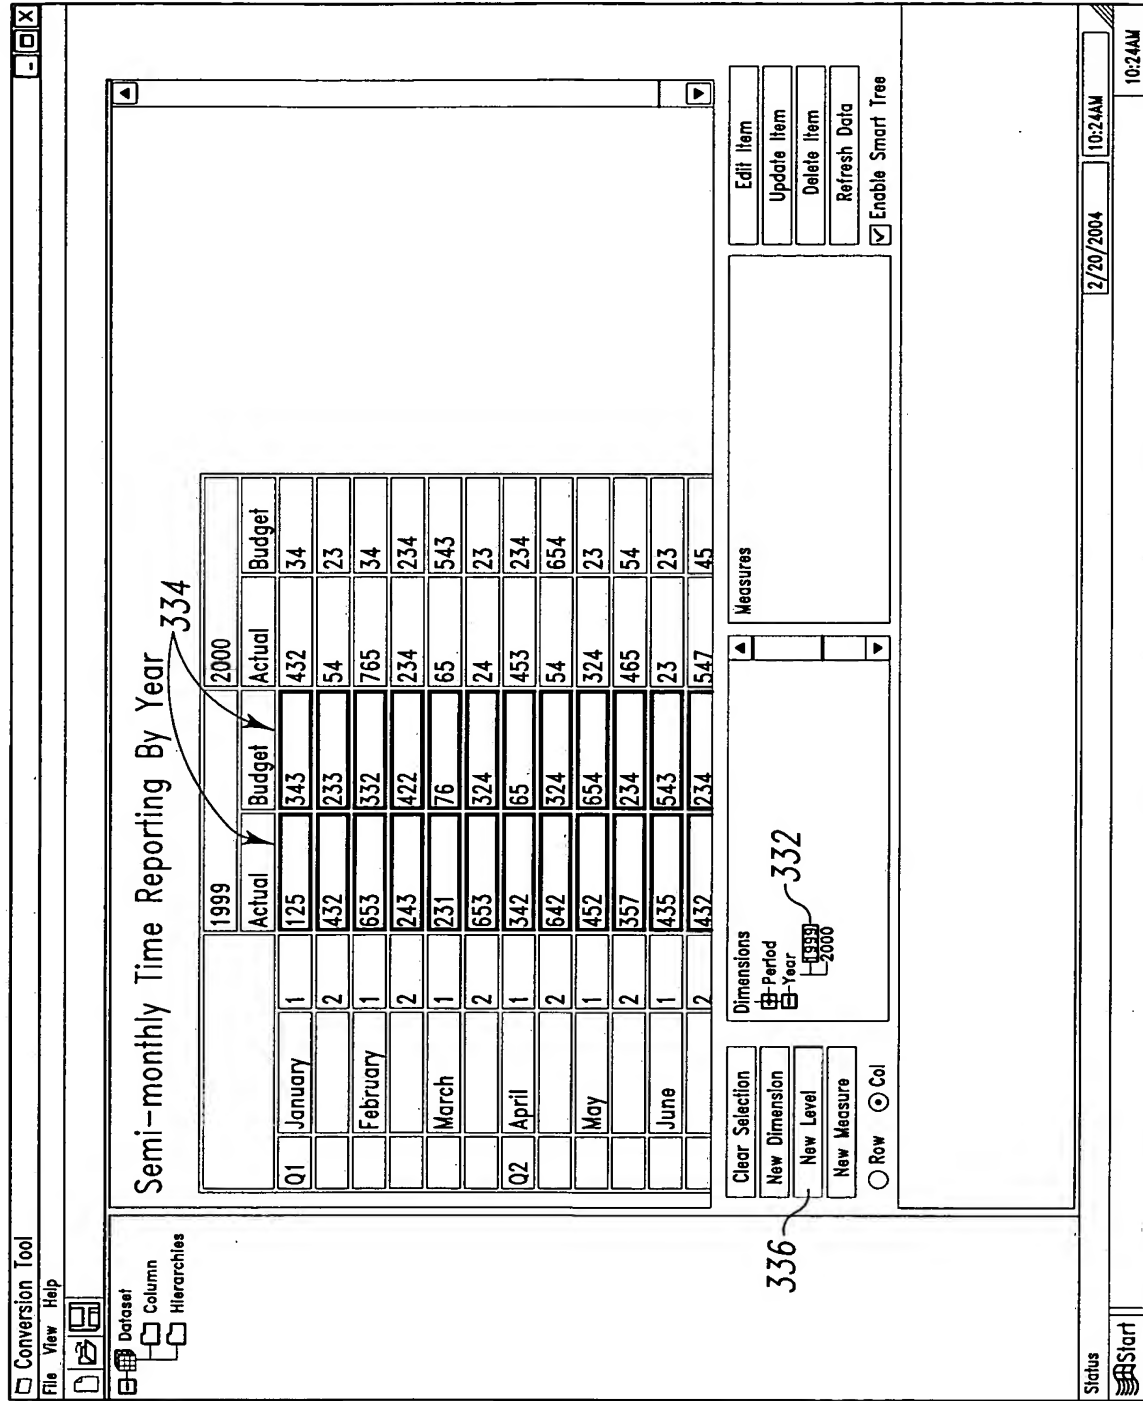 Conversion Tool
File View Help
Dataset
Column
Hierarchies
Semi-monthly Time Reporting By Year
334
1999 2000
Actual Budget Actual Budget
Q1 January 1 125 343 432 34
2 432 233 54 23
February 1 653 332 765 34
2 243 422 234 234
March 1 231 76 65 543
2 653 324 24 23
Q2 April 1 342 65 453 234
2 642 324 54 654
May 1 452 654 324 23
2 357 234 465 54
June 1 435 543 23 23
2 432 234 547 45
Clear Selection
New Dimension
New Level
New Measure
Row Col
336
Dimensions
Period
Year
1999
2000
332
Measures
Edit Item
Update Item
Delete Item
Refresh Data
Enable Smart Tree
Status 2/20/2004 10:24AM
Start 10:24AM